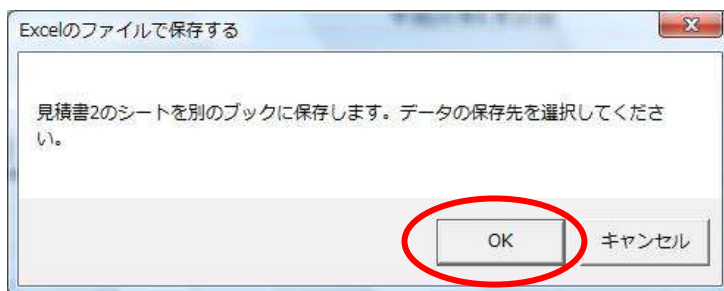 Excelのファイルで保存する
見積書2のシートを別のブックに保存します。データの保存先を選択してくださ
い。
OK
キャンセル